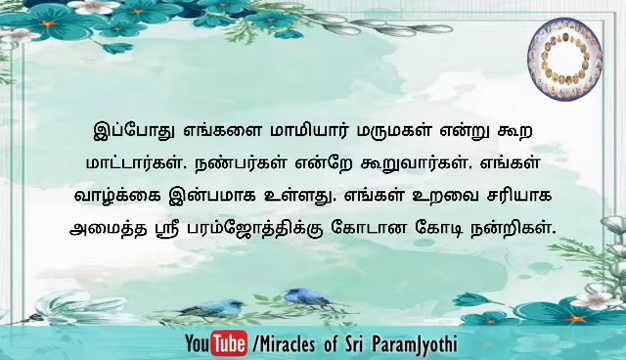 இப்போது எங்களை மாமியார் மருமகள் என்று கூற
மாட்டார்கள். நண்பர்கள் என்றே கூறுவார்கள். எங்கள்
வாழ்க்கை இன்பமாக உள்ளது. எங்கள் உறவை சரியாக
அமைத்த ஸ்ரீ பரம்ஜோத்திக்கு கோடான கோடி நன்றிகள்.
YouTube /Miracles of Sri ParamJyothi